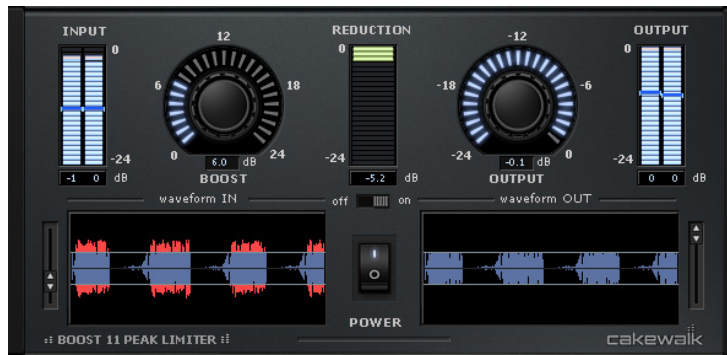 INPUT
REDUCTION
OUTPUT
0
12
0
-12
0
6
18
-18
-6
-24
0
24
-24
-24
0
-24
6.0 dB
-0.1 dB
-1 0 dB
BOOST
-5.2 dB
OUTPUT
0 0 dB
waveform IN
off
on
waveform OUT
POWER
BOOST 11 PEAK LIMITER
cakewalk